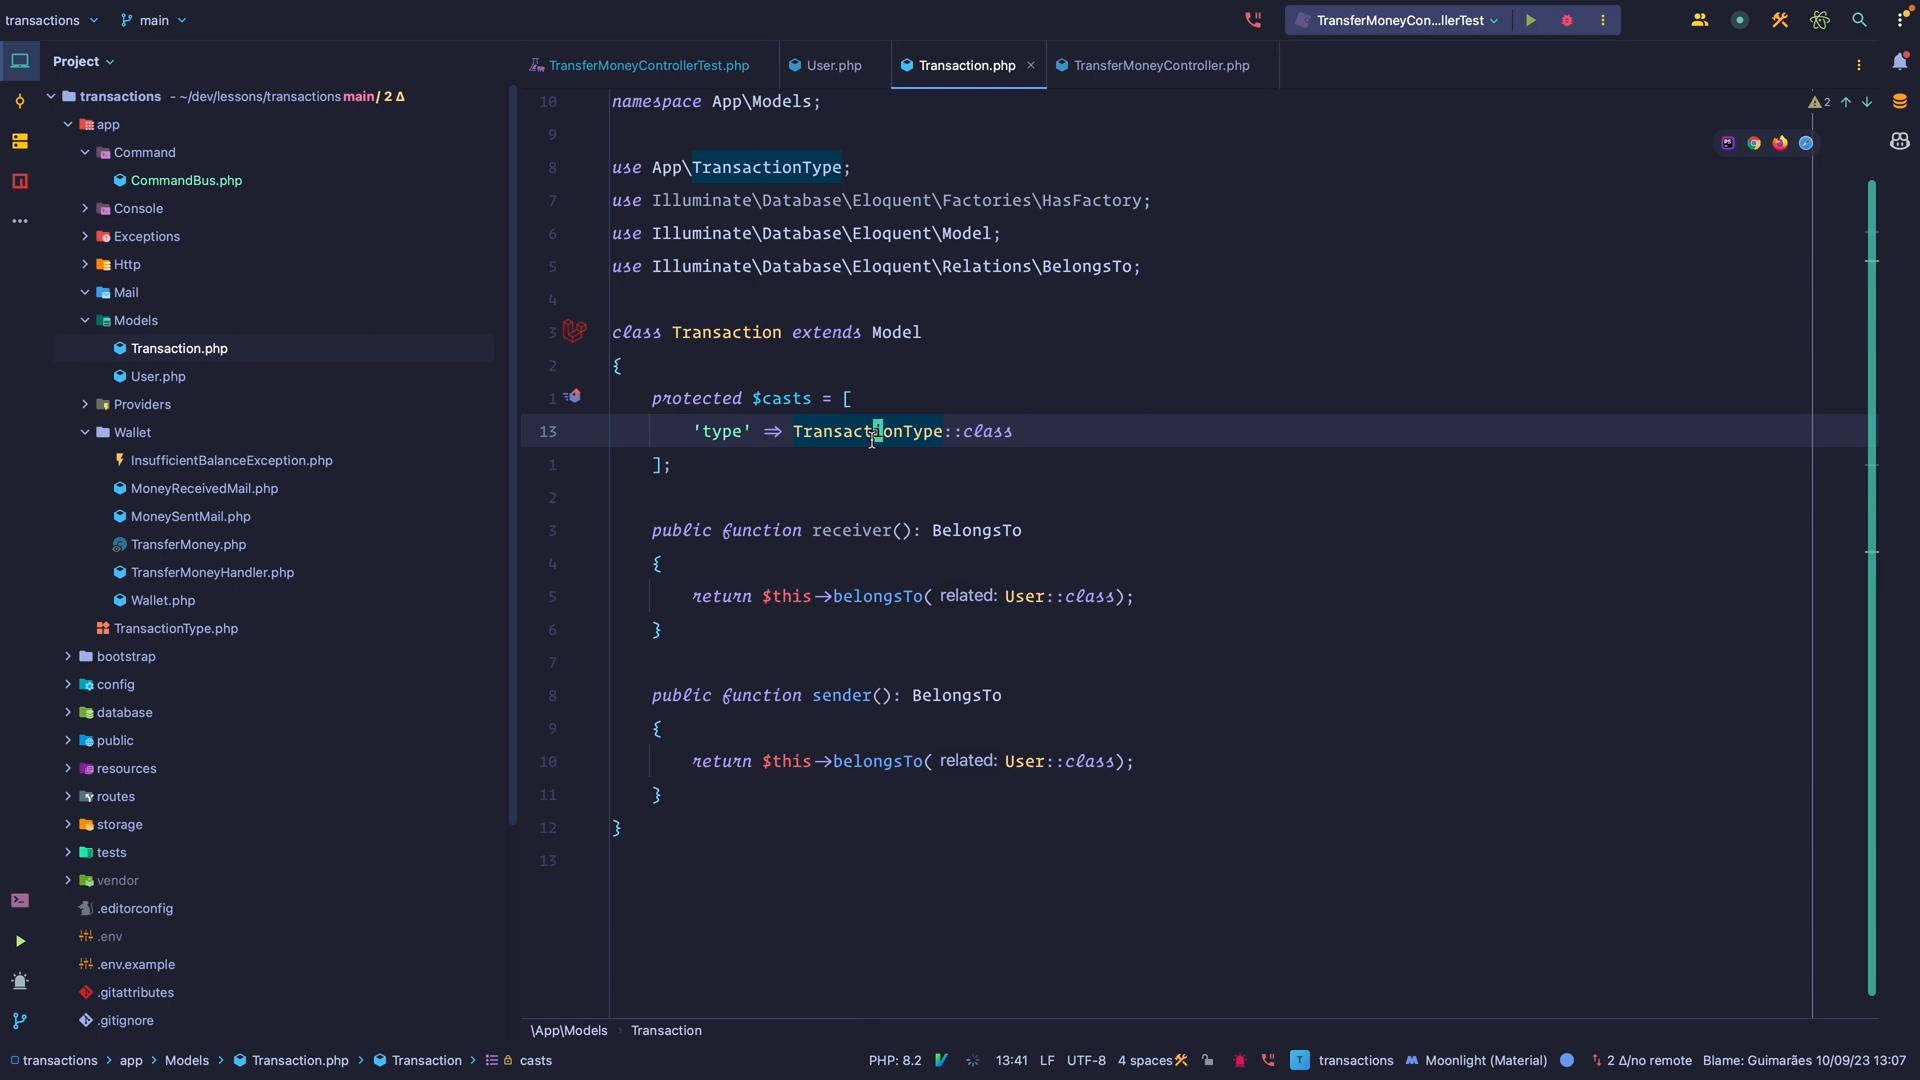 transactions
main
TransferMoneyCon...llerTest
Project
transactions - ~/dev/lessons/transactions main / 2 Δ
app
Command
CommandBus.php
Console
Exceptions
Http
Mail
Models
Transaction.php
User.php
Providers
Wallet
InsufficientBalanceException.php
MoneyReceivedMail.php
MoneySentMail.php
TransferMoney.php
TransferMoneyHandler.php
Wallet.php
TransactionType.php
bootstrap
config
database
public
resources
routes
storage
tests
vendor
.editorconfig
.env
.env.example
.gitattributes
.gitignore
TransferMoneyControllerTest.php
User.php
Transaction.php
TransferMoneyController.php
2
10 namespace App\Models;
9
8 use App\TransactionType;
7 use Illuminate\Database\Eloquent\Factories\HasFactory;
6 use Illuminate\Database\Eloquent\Model;
5 use Illuminate\Database\Eloquent\Relations\BelongsTo;
4
3 class Transaction extends Model
2 {
1 protected $casts = [
13 'type' => TransactionType::class
1 ];
2
3 public function receiver(): BelongsTo
4 {
5 return $this->belongsTo( related: User::class);
6 }
7
8 public function sender(): BelongsTo
9 {
10 return $this->belongsTo( related: User::class);
11 }
12 }
13
\App\Models › Transaction
transactions › app › Models › Transaction.php › Transaction › casts
PHP: 8.2
13:41
LF
UTF-8
4 spaces
T
transactions
Moonlight (Material)
2 Δ/no remote
Blame: Guimarães 10/09/23 13:07